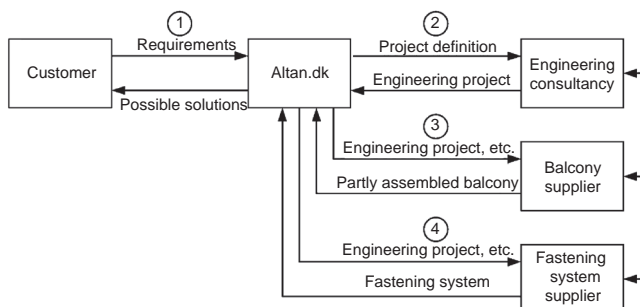 1
Requirements
Customer
Altan.dk
Possible solutions
2
Project definition
Engineering project
Engineering
consultancy
3
Engineering project, etc.
Partly assembled balcony
Balcony
supplier
4
Engineering project, etc.
Fastening system
Fastening
system
supplier